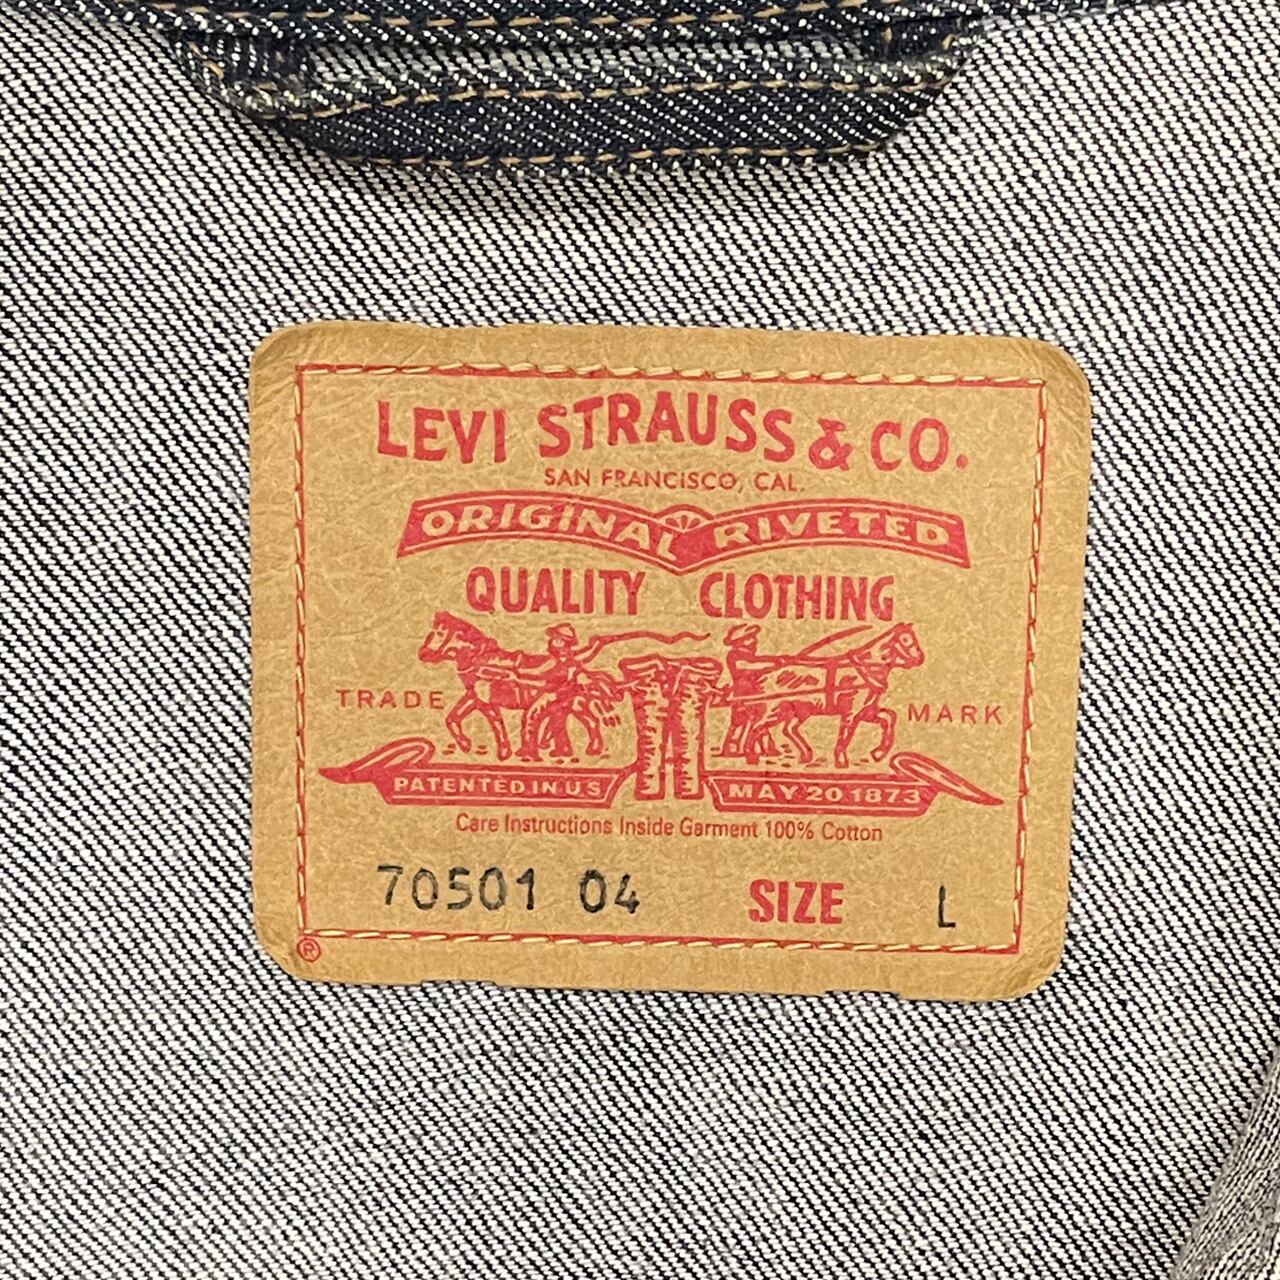 LEVI STRAUSS & CO.
SAN FRANCISCO, CAL.
ORIGINAL RIVETED
QUALITY CLOTHING
TRADE MARK
PATENTED IN U S MAY 20 1873
Care Instructions Inside Garment 100% Cotton
70501 04 SIZE L
®